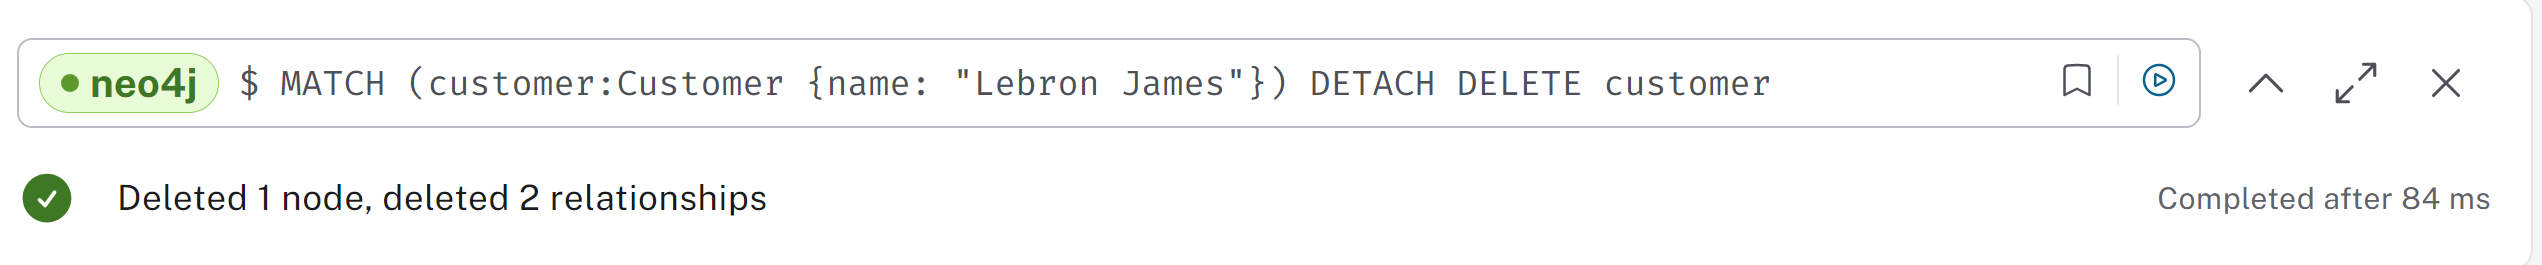 neo4j $ MATCH (customer:Customer {name: "Lebron James"}) DETACH DELETE customer
Deleted 1 node, deleted 2 relationships
Completed after 84 ms